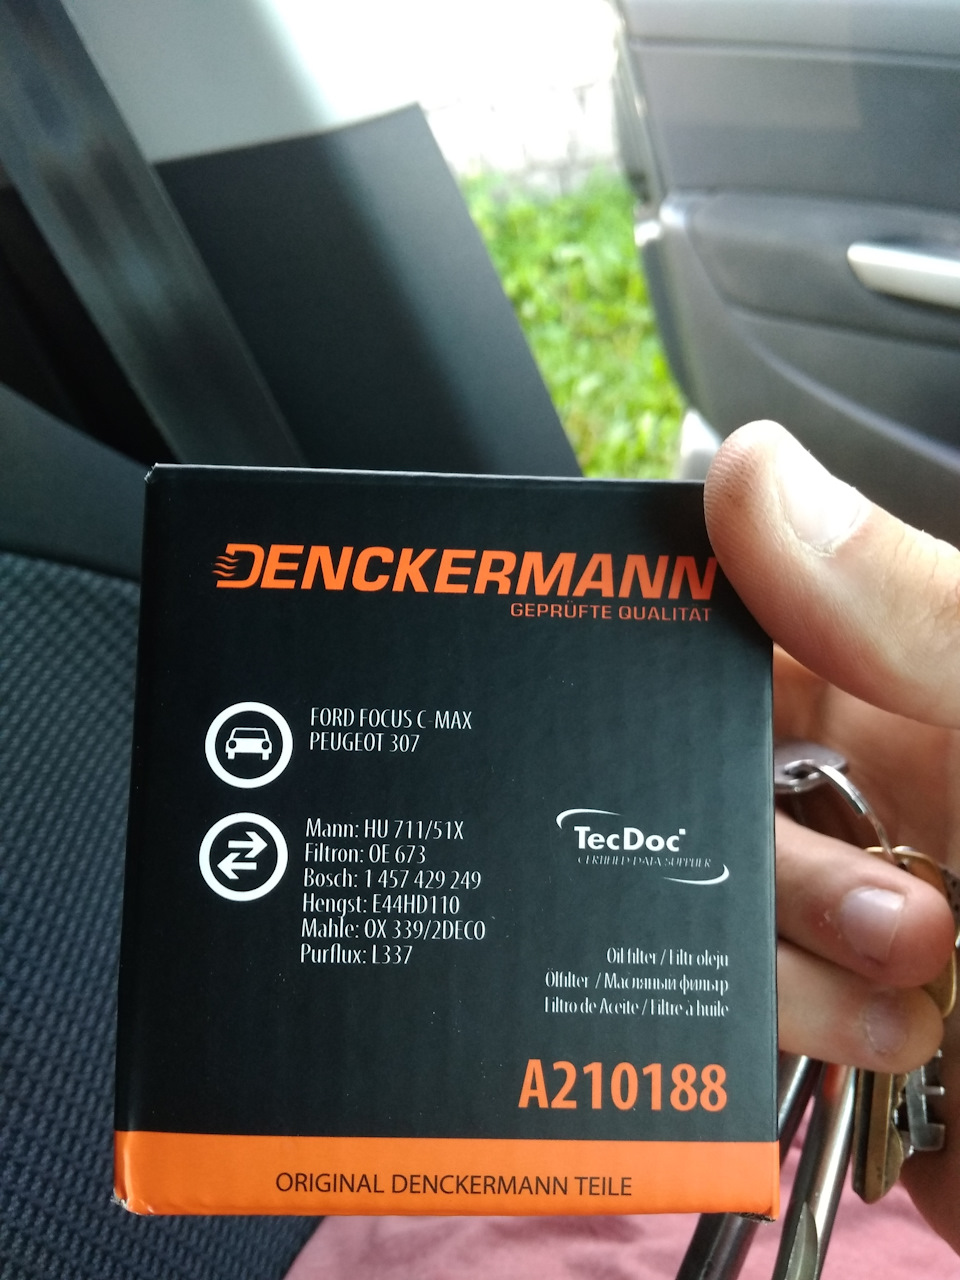 DENCKERMANN
GEPRÜFTE QUALITÄT
FORD FOCUS C-MAX
PEUGEOT 307
Mann: HU 711/51X
Filtron: OE 673
Bosch: 1 457 429 249
Hengst: E44HD110
Mahle: OX 339/2DECO
Purflux: L337
TecDoc
CERTIFIED DATA SUPPLIER
Oil filter / Filtr oleju
Ölfilter / Масляный фильтр
Filtro de Aceite / Filtre à huile
A210188
ORIGINAL DENCKERMANN TEILE